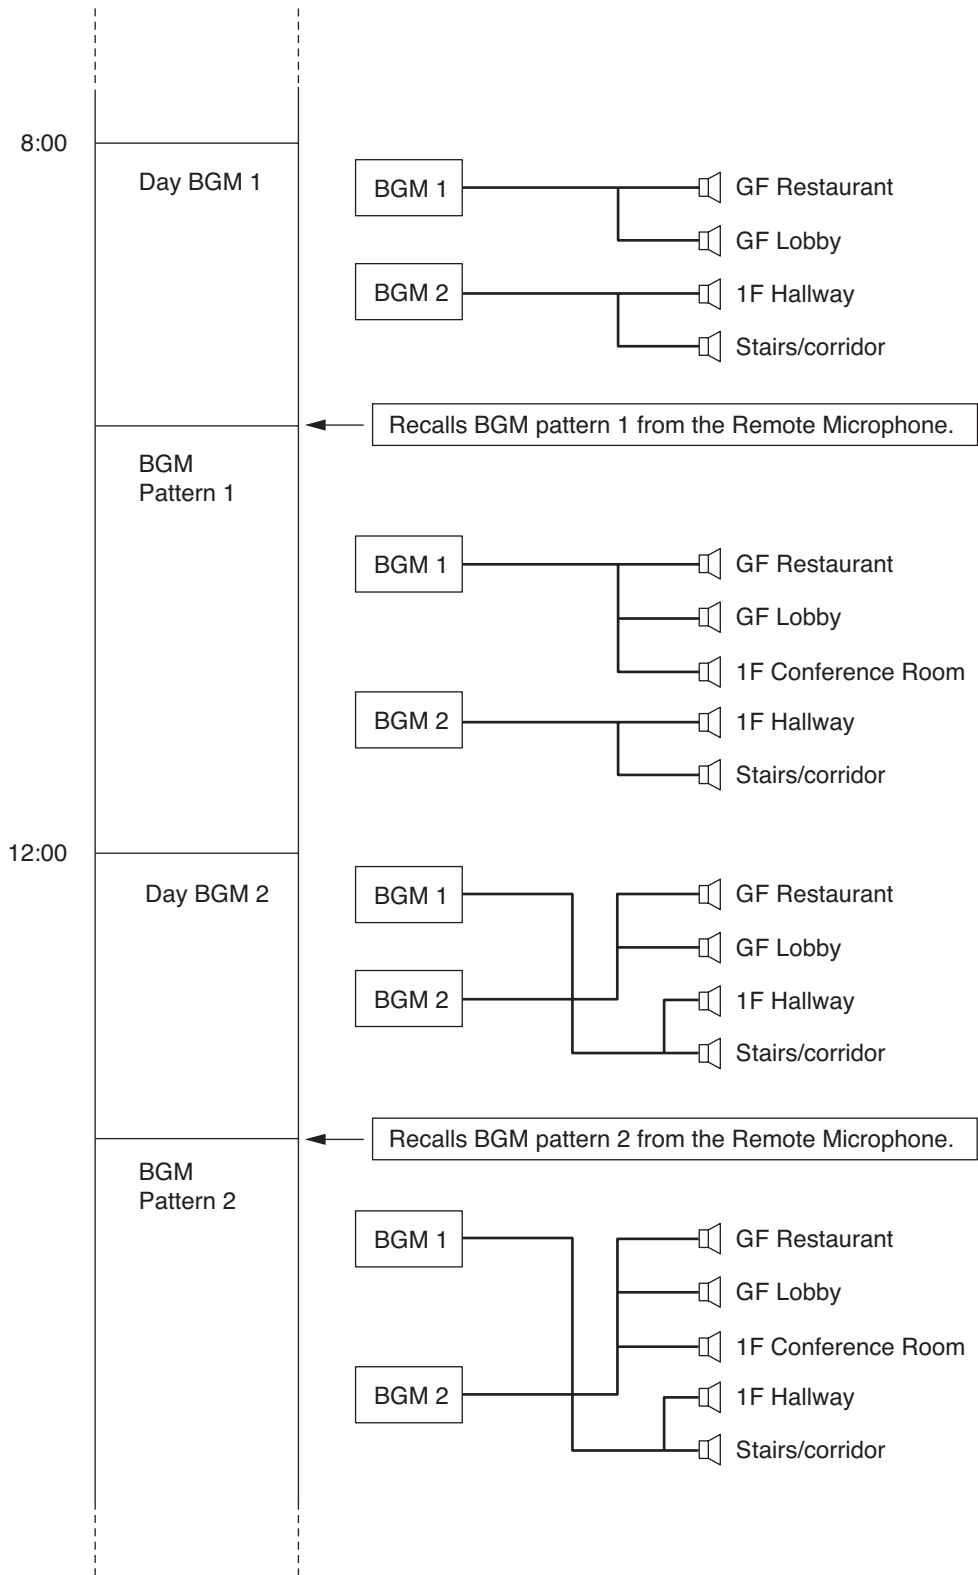 8:00
Day BGM 1
BGM 1
GF Restaurant
GF Lobby
BGM 2
1F Hallway
Stairs/corridor
Recalls BGM pattern 1 from the Remote Microphone.
BGM
Pattern 1
BGM 1
GF Restaurant
GF Lobby
1F Conference Room
BGM 2
1F Hallway
Stairs/corridor
12:00
Day BGM 2
BGM 1
GF Restaurant
GF Lobby
BGM 2
1F Hallway
Stairs/corridor
Recalls BGM pattern 2 from the Remote Microphone.
BGM
Pattern 2
BGM 1
GF Restaurant
GF Lobby
1F Conference Room
BGM 2
1F Hallway
Stairs/corridor